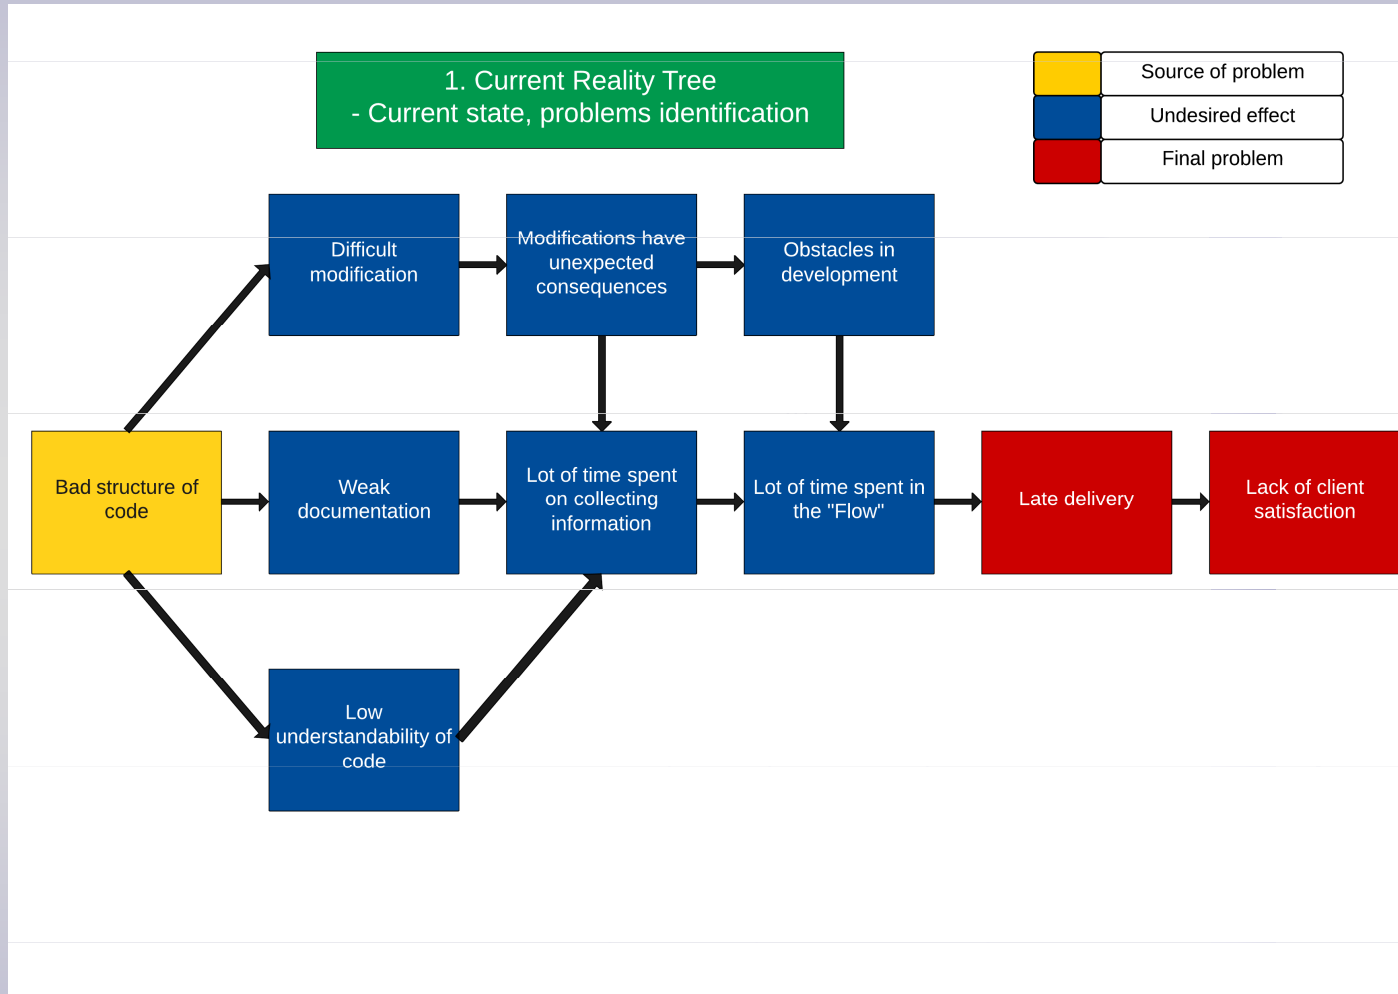 1. Current Reality Tree
- Current state, problems identification
Source of problem
Undesired effect
Final problem
Difficult
modification
Modifications have
unexpected
consequences
Obstacles in
development
Bad structure of
code
Weak
documentation
Lot of time spent
on collecting
information
Lot of time spent in
the "Flow"
Late delivery
Lack of client
satisfaction
Low
understandability of
code